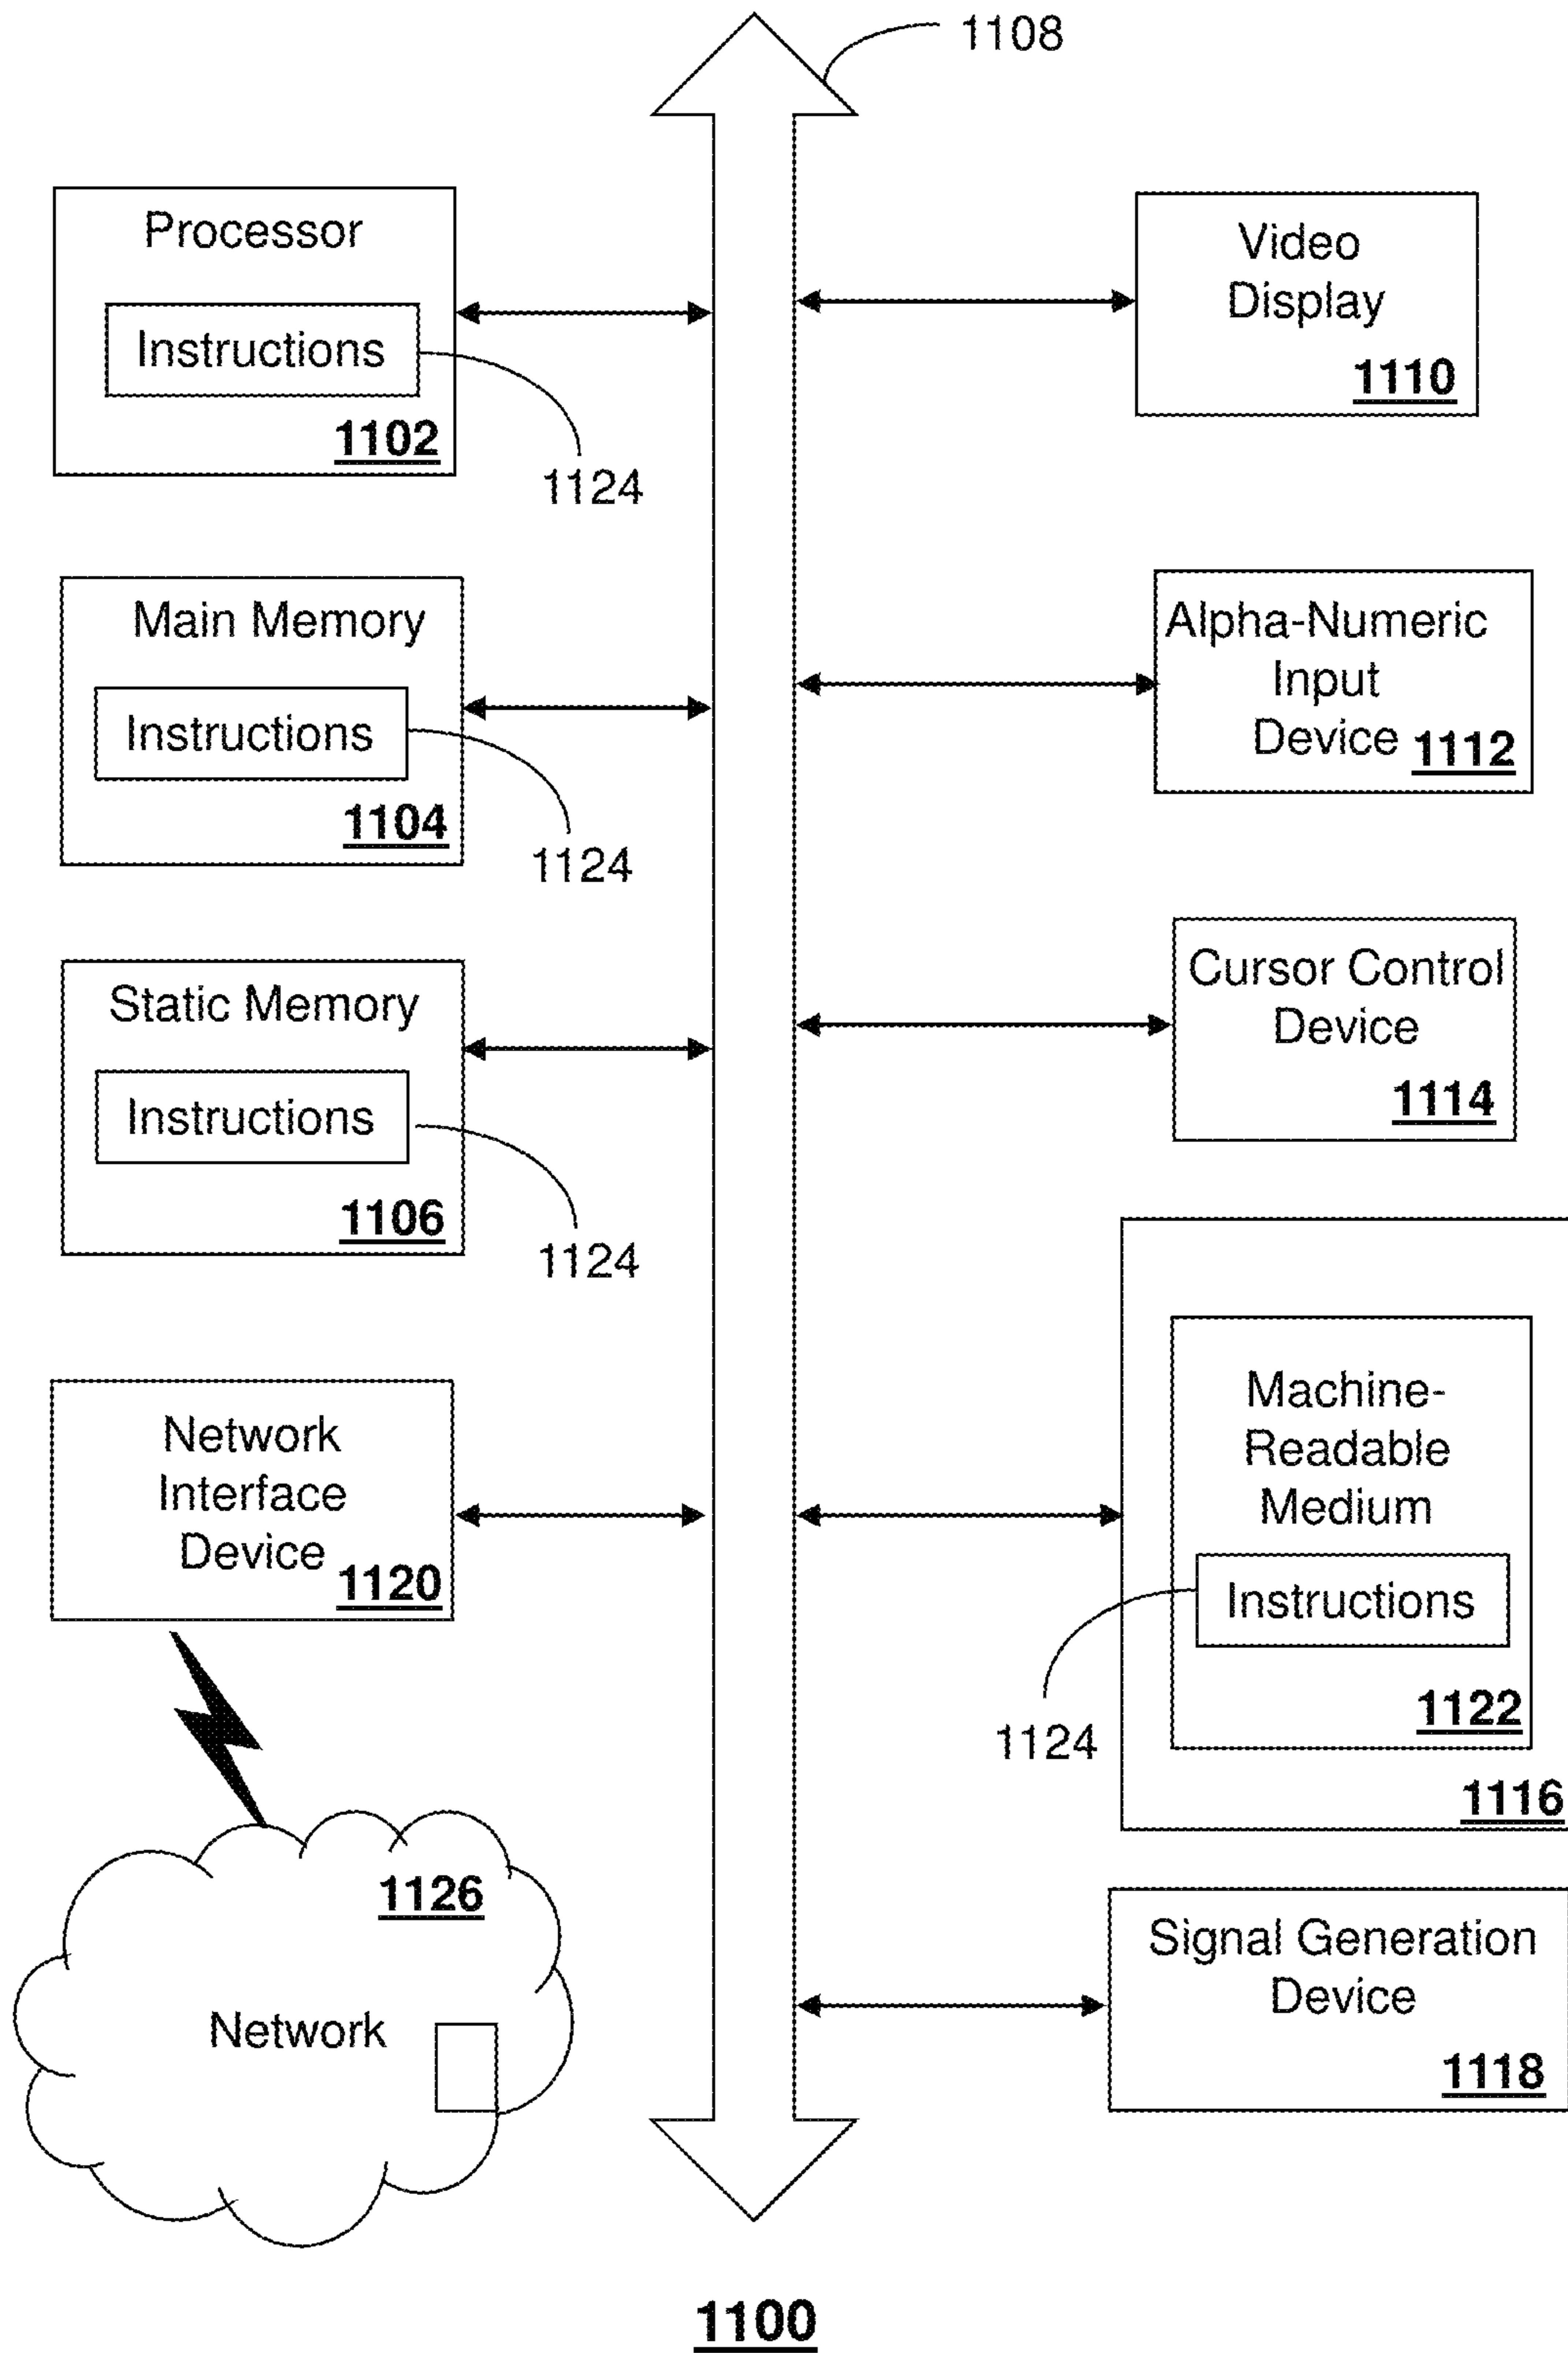 1108
Processor
Instructions
1102
1124
Main Memory
Instructions
1104
1124
Static Memory
Instructions
1106
1124
Network
Interface
Device
1120
1126
Network
Video
Display
1110
Alpha-Numeric
Input
Device 1112
Cursor Control
Device
1114
Machine-
Readable
Medium
Instructions
1122
1124
1116
Signal Generation
Device
1118
1100